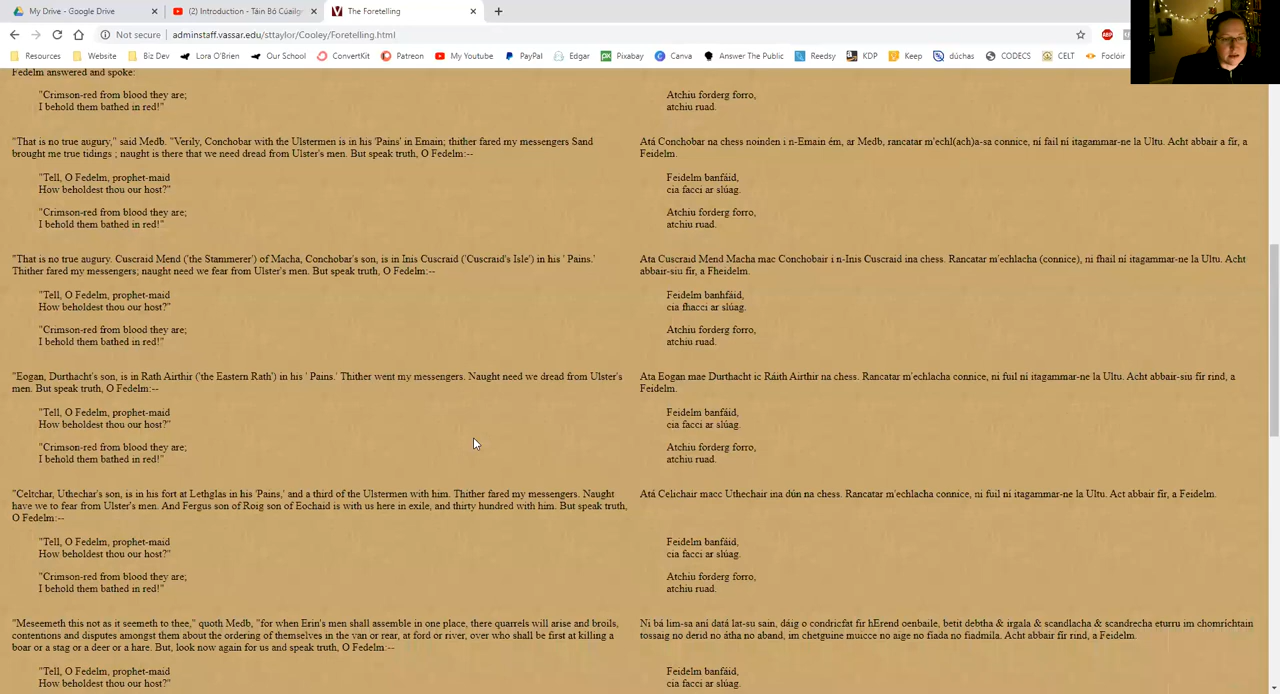 My Drive - Google Drive
(2) Introduction - Táin Bó Cúailg
The Foretelling
Not secure
adminstaff.vassar.edu/sttaylor/Cooley/Foretelling.html
Resources
Website
Biz Dev
Lora O'Brien
Our School
ConvertKit
Patreon
My Youtube
PayPal
Edgar
Pixabay
Canva
Answer The Public
Reedsy
KDP
Keep
dúchas
CODECS
CELT
Foclóir
ABP
Fedelm answered and spoke:
"Crimson-red from blood they are;
I behold them bathed in red!"
"That is no true augury," said Medb. "Verily, Conchobar with the Ulstermen is in his 'Pains' in Emain; thither fared my messengers Sand
brought me true tidings ; naught is there that we need dread from Ulster's men. But speak truth, O Fedelm:--
"Tell, O Fedelm, prophet-maid
How beholdest thou our host?"
"Crimson-red from blood they are;
I behold them bathed in red!"
"That is no true augury. Cuscraid Mend ('the Stammerer') of Macha, Conchobar's son, is in Inis Cuscraid ('Cuscraid's Isle') in his ' Pains.'
Thither fared my messengers; naught need we fear from Ulster's men. But speak truth, O Fedelm:--
"Tell, O Fedelm, prophet-maid
How beholdest thou our host?"
"Crimson-red from blood they are;
I behold them bathed in red!"
"Eogan, Durthacht's son, is in Rath Airthir ('the Eastern Rath') in his ' Pains.' Thither went my messengers. Naught need we dread from Ulster's
men. But speak truth, O Fedelm:--
"Tell, O Fedelm, prophet-maid
How beholdest thou our host?"
"Crimson-red from blood they are;
I behold them bathed in red!"
"Celtchar, Uthechar's son, is in his fort at Lethglas in his 'Pains,' and a third of the Ulstermen with him. Thither fared my messengers. Naught
have we to fear from Ulster's men. And Fergus son of Roig son of Eochaid is with us here in exile, and thirty hundred with him. But speak truth,
O Fedelm:--
"Tell, O Fedelm, prophet-maid
How beholdest thou our host?"
"Crimson-red from blood they are;
I behold them bathed in red!"
"Meseemeth this not as it seemeth to thee," quoth Medb, "for when Erin's men shall assemble in one place, there quarrels will arise and broils,
contentions and disputes amongst them about the ordering of themselves in the van or rear, at ford or river, over who shall be first at killing a
boar or a stag or a deer or a hare. But, look now again for us and speak truth, O Fedelm:--
"Tell, O Fedelm, prophet-maid
How beholdest thou our host?"
Atchiu forderg forro,
atchiu ruad.
Atá Conchobar na chess noinden i n-Emain ém, ar Medb, rancatar m'echl(ach)a-sa connice, ní fail ní itagammar-ne la Ultu. Acht abbair a fír, a
Feidelm.
Feidelm banfáid,
cia facci ar slúag.
Atchiu forderg forro,
atchiu ruad.
Ata Cuscraid Mend Macha mac Conchobair i n-Inis Cuscraid ina chess. Rancatar m'echlacha (connice), ni fhail ní itagammar-ne la Ultu. Acht
abbair-siu fír, a Fheidelm.
Feidelm banhfáid,
cia fhacci ar slúag.
Atchiu forderg forro,
atchiu ruad.
Ata Eogan mae Durthacht ic Ráith Airthir na chess. Rancatar m'echlacha connice, ni fuil ní itagammar-ne la Ultu. Acht abbair-siu fír rind, a
Feidelm.
Feidelm banfáid,
cia facci ar slúag.
Atchiu forderg forro,
atchiu ruad.
Atá Celtchair macc Uthechair ina dún na chess. Rancatar m'echlacha connice, ni fuil ní itagammar-ne la Ultu. Act abbair fír, a Feidelm.
Feidelm banfáid,
cia facci ar slúag.
Atchiu forderg forro,
atchiu ruad.
Ni bá lim-sa aní datá lat-su sain, dáig o condricfat fir hErend oenbaile, betit debtha & irgala & scandlacha & scandrecha eturru im chomrichtain
tossaig no derid no átha no aband, im chetguine muicce no aige no fíada no fiadmíla. Acht abbair fír rind, a Feidelm.
Feidelm banfáid,
cia facci ar slúag.